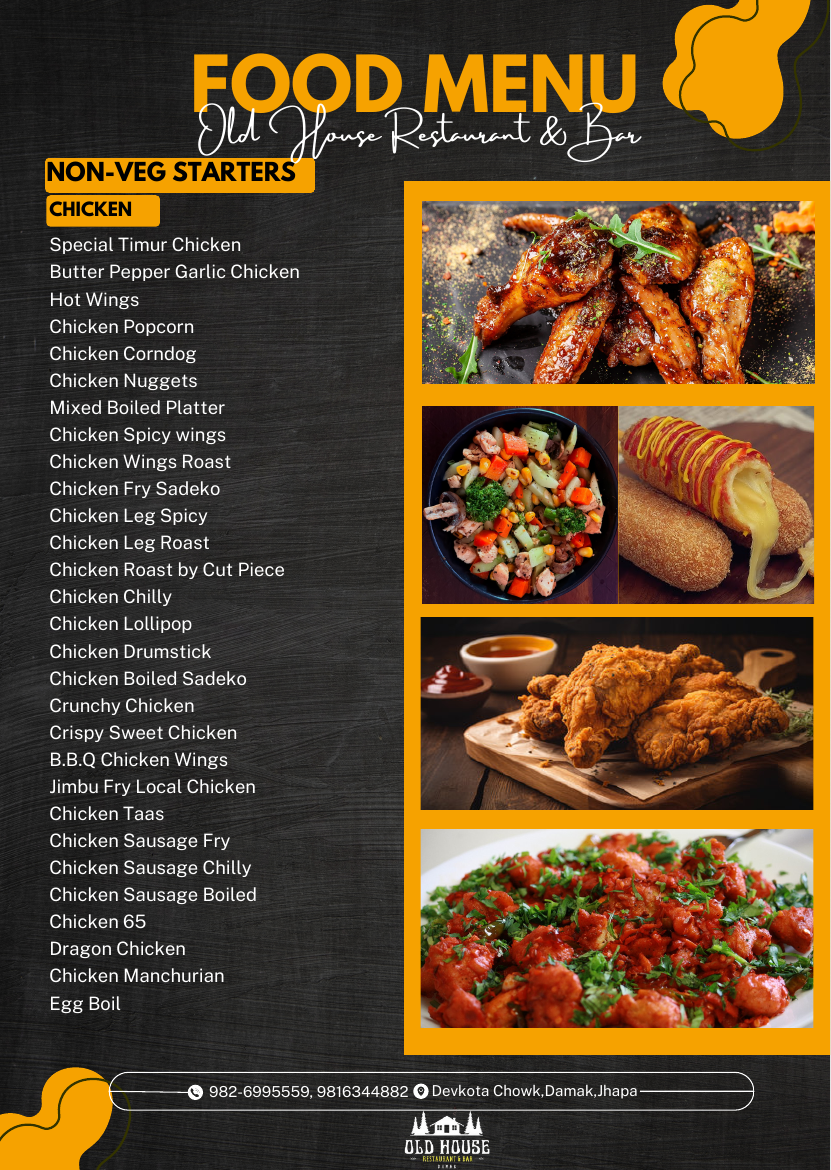 FOOD MENU
Old House Restaurant & Bar
NON-VEG STARTERS
CHICKEN
Special Timur Chicken
Butter Pepper Garlic Chicken
Hot Wings
Chicken Popcorn
Chicken Corndog
Chicken Nuggets
Mixed Boiled Platter
Chicken Spicy wings
Chicken Wings Roast
Chicken Fry Sadeko
Chicken Leg Spicy
Chicken Leg Roast
Chicken Roast by Cut Piece
Chicken Chilly
Chicken Lollipop
Chicken Drumstick
Chicken Boiled Sadeko
Crunchy Chicken
Crispy Sweet Chicken
B.B.Q Chicken Wings
Jimbu Fry Local Chicken
Chicken Taas
Chicken Sausage Fry
Chicken Sausage Chilly
Chicken Sausage Boiled
Chicken 65
Dragon Chicken
Chicken Manchurian
Egg Boil
982-6995559, 9816344882 Devkota Chowk,Damak,Jhapa
OLD HOUSE
RESTAURANT & BAR
DAMAK